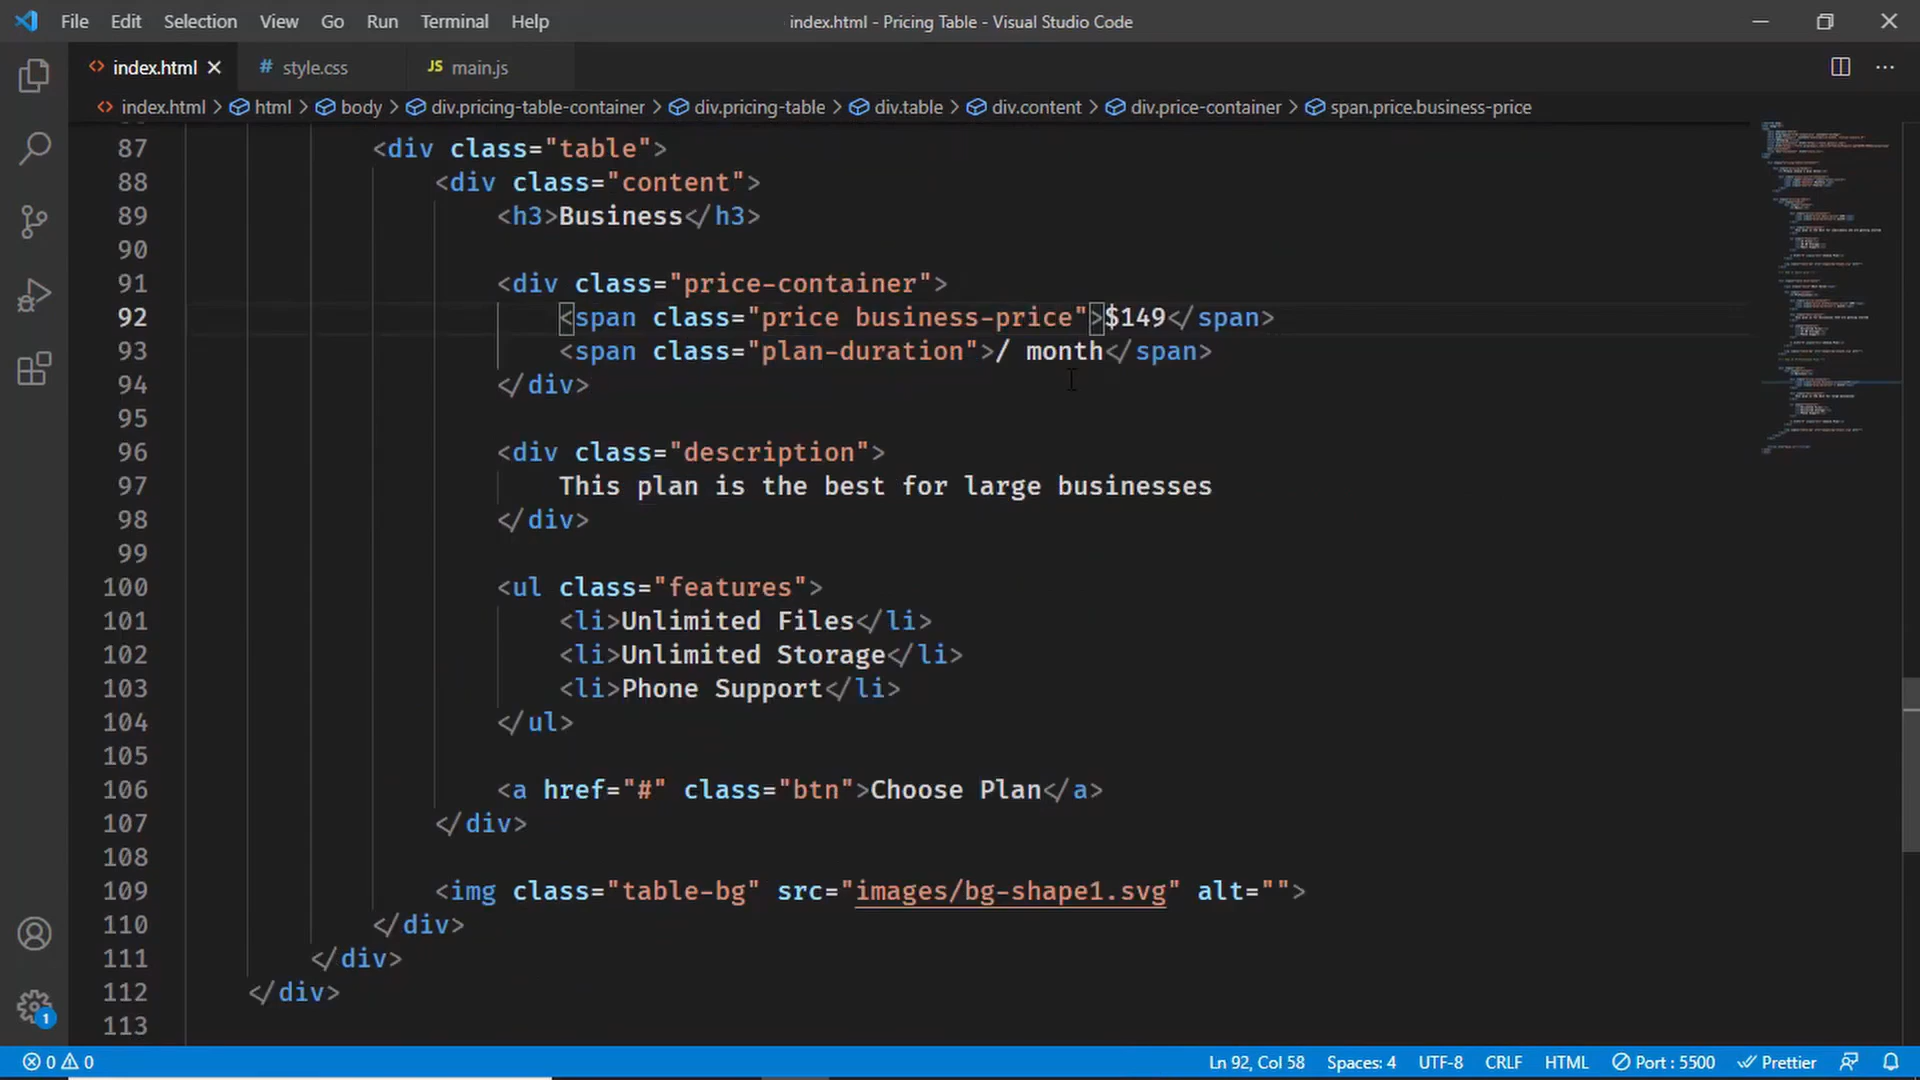 File Edit Selection View Go Run Terminal Help index.html - Pricing Table - Visual Studio Code
index.html style.css JS main.js
index.html > html > body > div.pricing-table-container > div.pricing-table > div.table > div.content > div.price-container > span.price.business-price
87 <div class="table">
88 <div class="content">
89 <h3>Business</h3>
90
91 <div class="price-container">
92 <span class="price business-price">$149</span>
93 <span class="plan-duration">/ month</span>
94 </div>
95
96 <div class="description">
97 This plan is the best for large businesses
98 </div>
99
100 <ul class="features">
101 <li>Unlimited Files</li>
102 <li>Unlimited Storage</li>
103 <li>Phone Support</li>
104 </ul>
105
106 <a href="#" class="btn">Choose Plan</a>
107 </div>
108
109 <img class="table-bg" src="images/bg-shape1.svg" alt="">
110 </div>
111 </div>
112 </div>
113
1
0 0 Ln 92, Col 58 Spaces: 4 UTF-8 CRLF HTML Port : 5500 Prettier